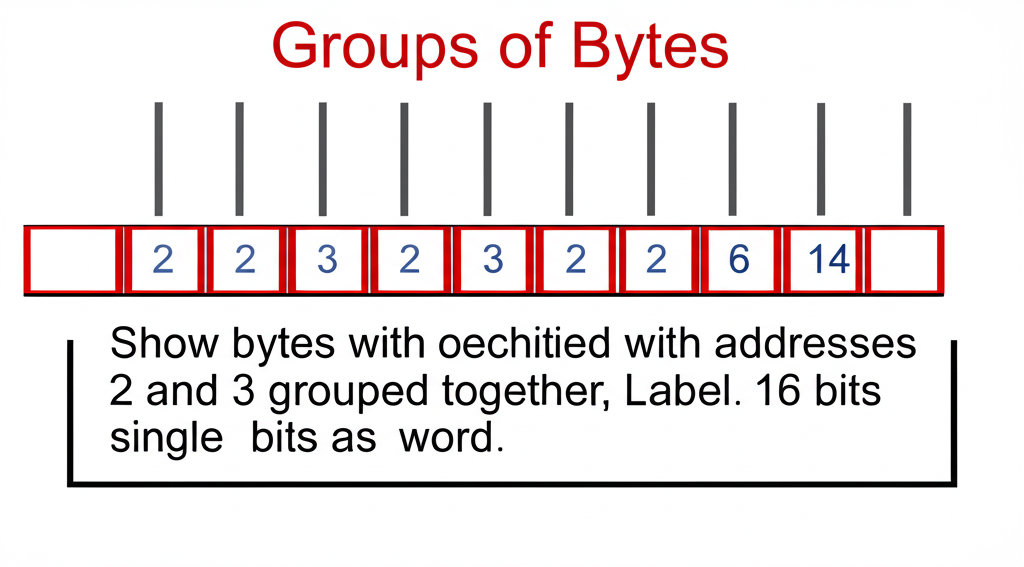 Groups of Bytes
2 2 3 2 3 2 2 6 14
Show bytes with oechitied with addresses
2 and 3 grouped together, Label. 16 bits
single bits as word.